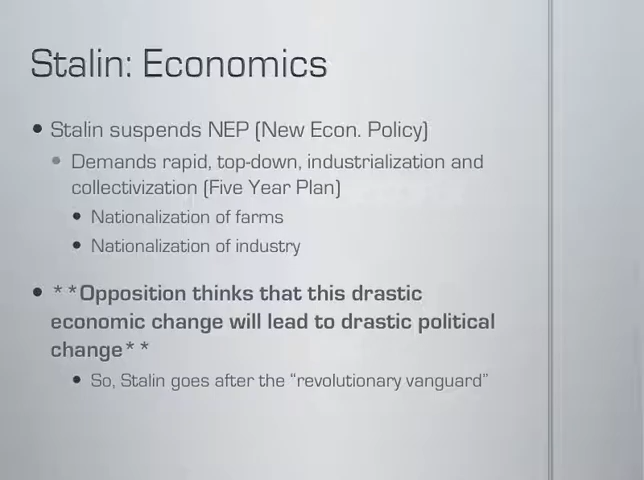 Stalin: Economics
• Stalin suspends NEP (New Econ. Policy)
• Demands rapid, top-down, industrialization and
collectivization (Five Year Plan)
• Nationalization of farms
• Nationalization of industry
• **Opposition thinks that this drastic
economic change will lead to drastic political
change**
• So, Stalin goes after the “revolutionary vanguard”